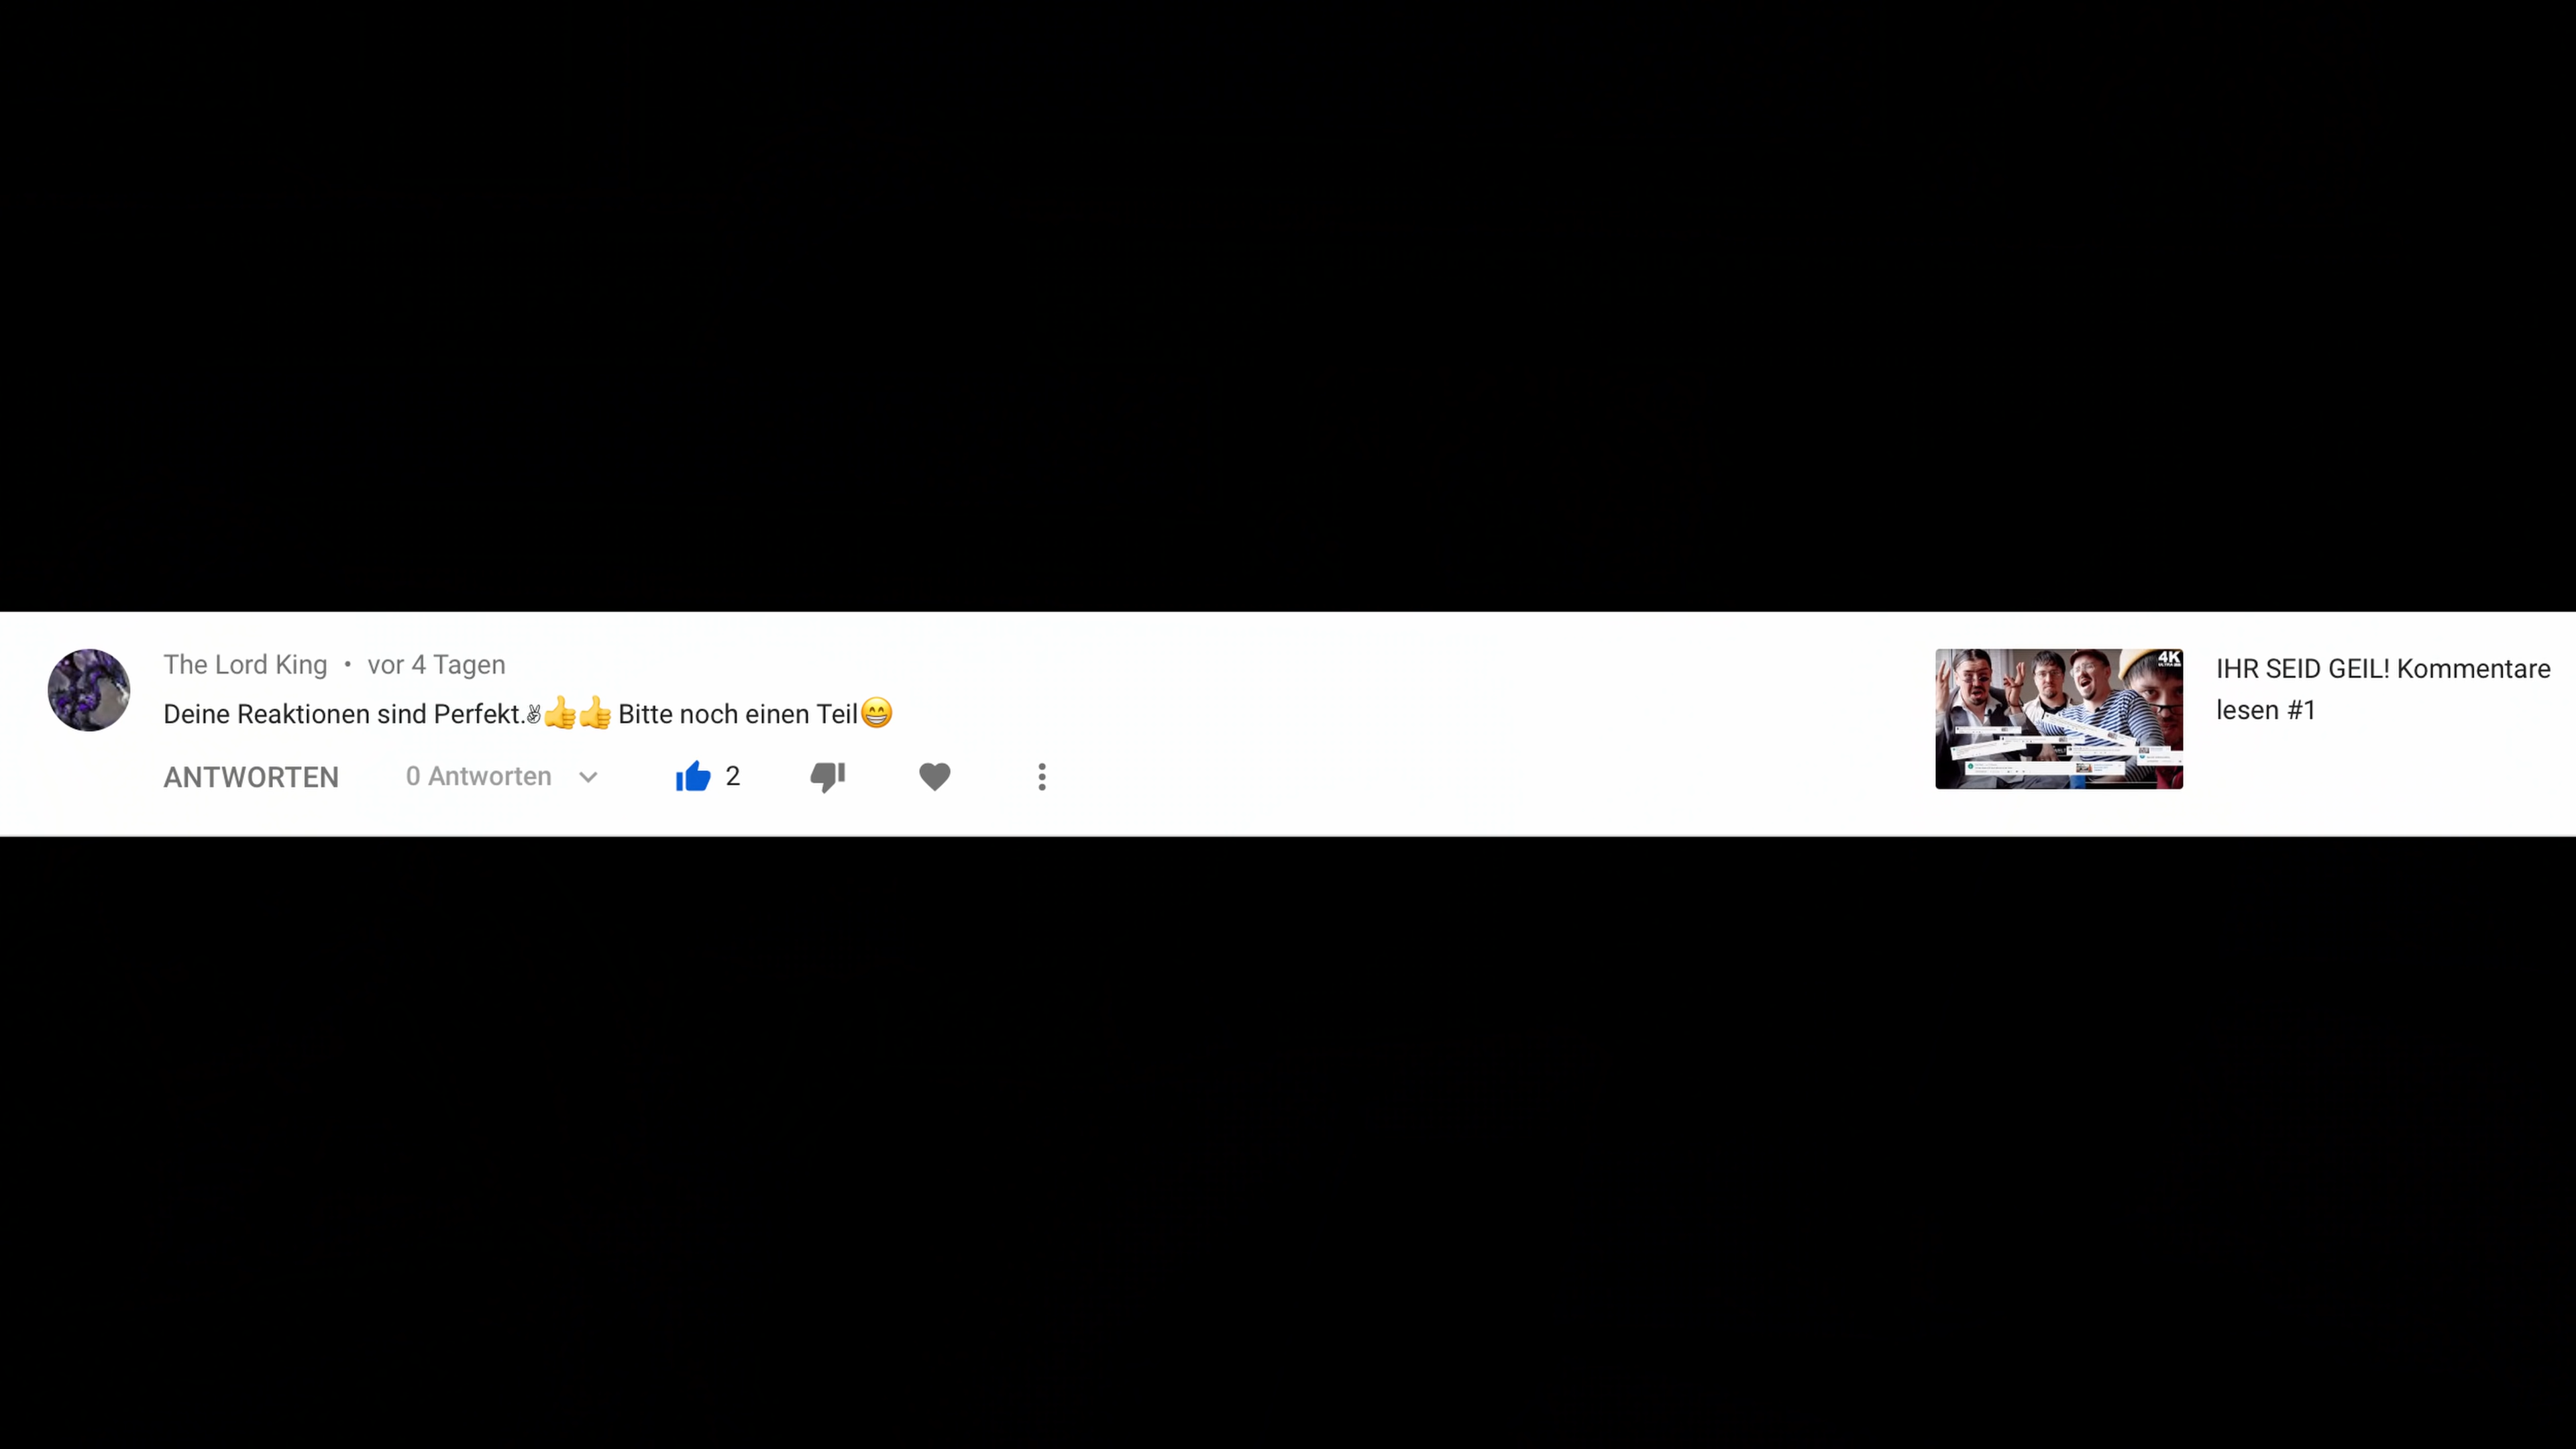 The Lord King • vor 4 Tagen
Deine Reaktionen sind Perfekt.✌👍👍 Bitte noch einen Teil😁
ANTWORTEN 0 Antworten 2
4K
IHR SEID GEIL! Kommentare
lesen #1